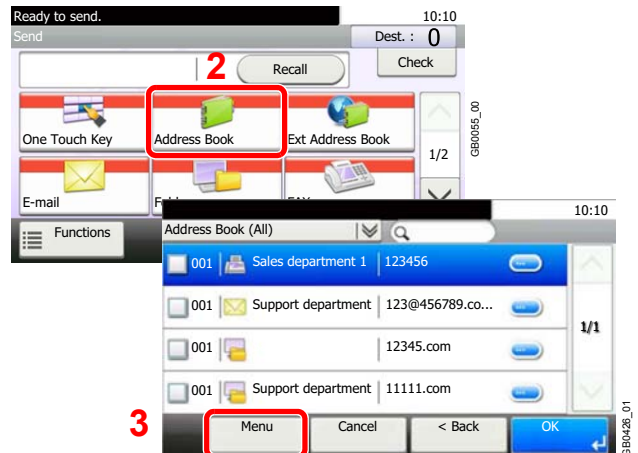 Ready to send. 10:10
Send Dest. : 0
2 Recall Check
One Touch Key Address Book Ext Address Book 1/2
E-mail
Functions
GB0055_00
10:10
Address Book (All)
001 Sales department 1 123456
001 Support department 123@456789.co...
1/1
001 12345.com
001 Support department 11111.com
3 Menu Cancel < Back OK
GB0426_01